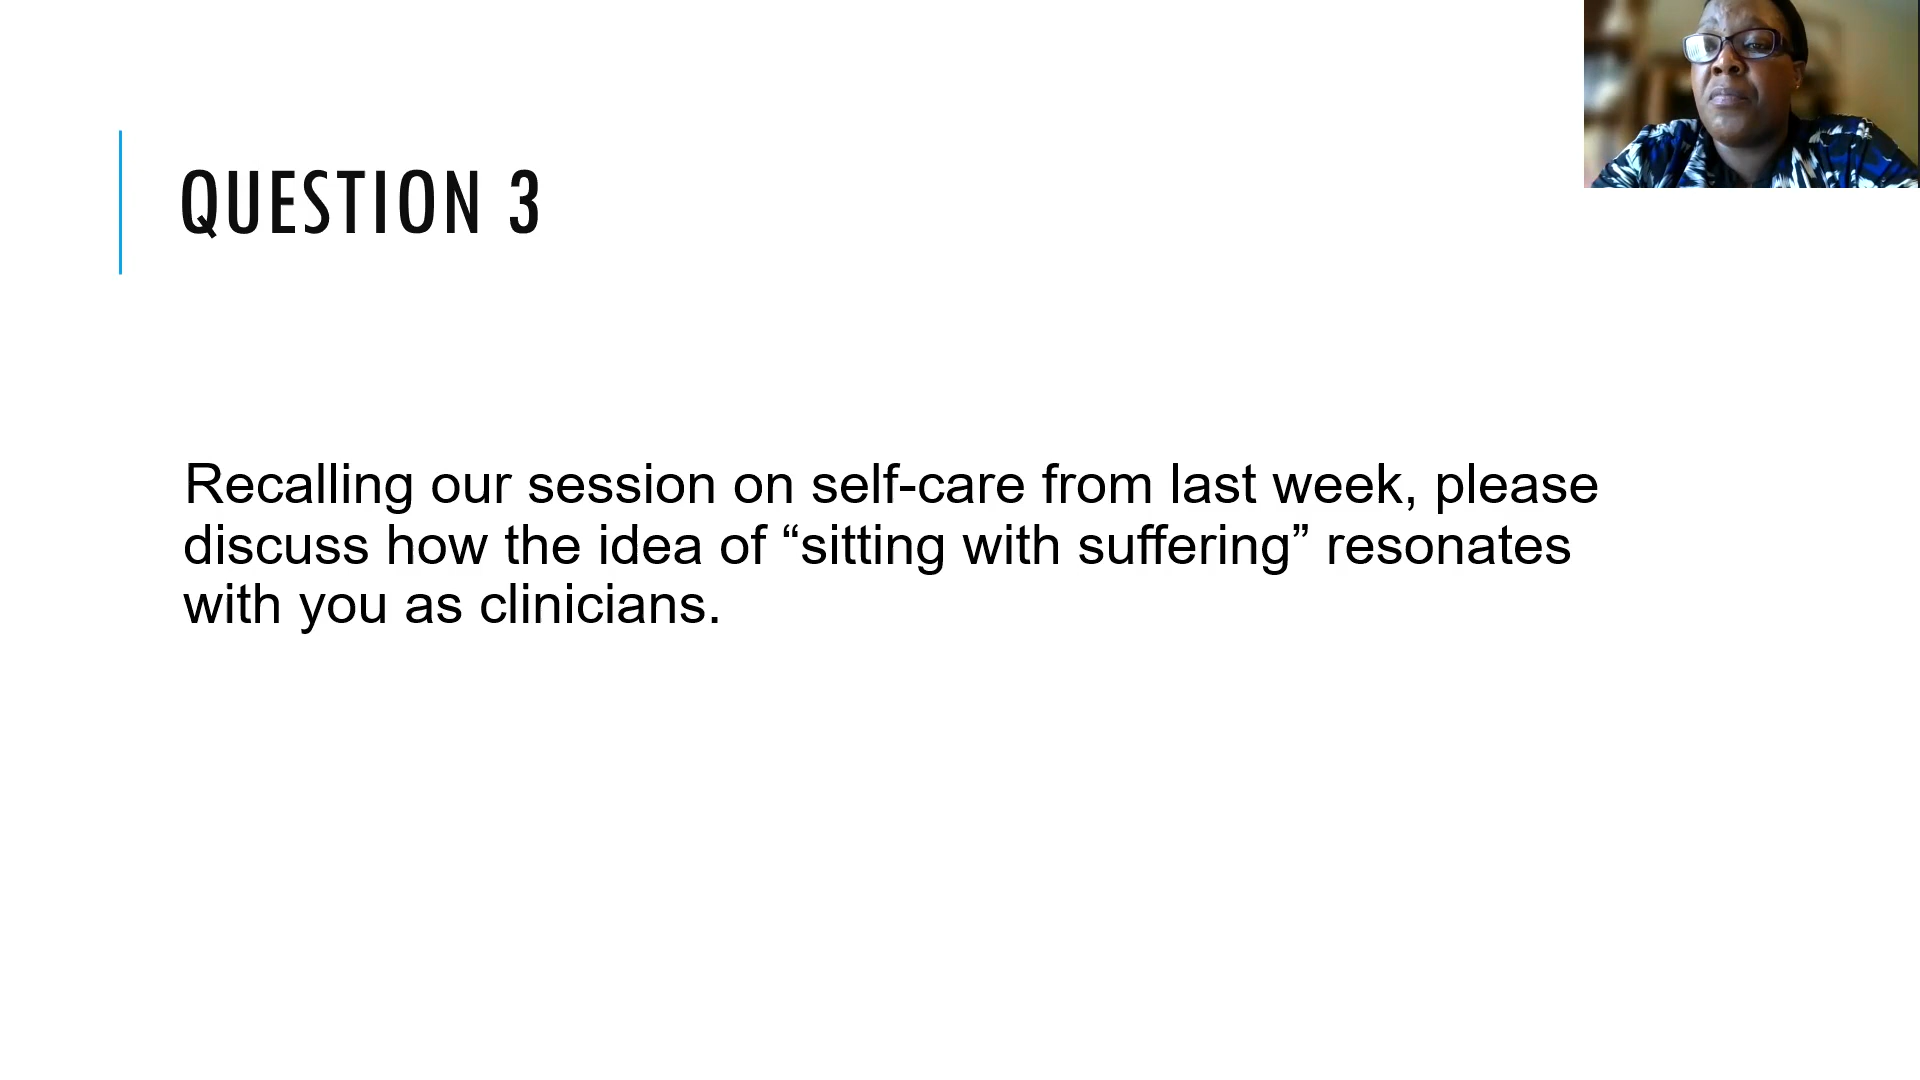 QUESTION 3
Recalling our session on self-care from last week, please
discuss how the idea of “sitting with suffering” resonates
with you as clinicians.